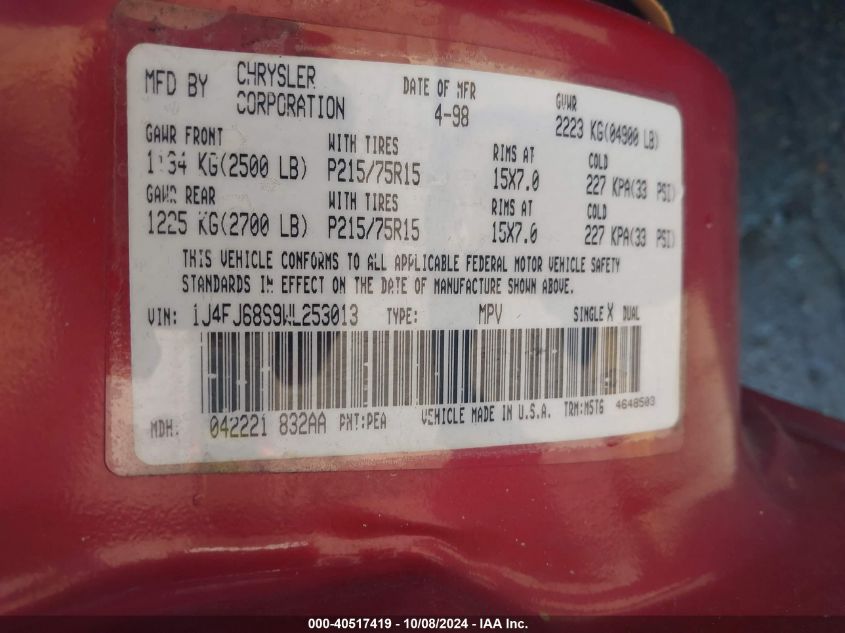 MFD BY CHRYSLER CORPORATION
DATE OF MFR 4-98
GVWR 2223 KG(04900 LB)
GAWR FRONT WITH TIRES RIMS AT COLD
KG(2500 LB) P215/75R15 15X7.0 227 KPA(33 PSI)
GAWR REAR WITH TIRES RIMS AT COLD
1225 KG(2700 LB) P215/75R15 15X7.0 227 KPA(33 PSI)
THIS VEHICLE CONFORMS TO ALL APPLICABLE FEDERAL MOTOR VEHICLE SAFETY
STANDARDS IN EFFECT ON THE DATE OF MANUFACTURE SHOWN ABOVE.
VIN: 1J4FJ68S9WL253013 TYPE: MPV SINGLE X DUAL
MDH: 042221 832AA PNT:PEA VEHICLE MADE IN U.S.A. TRM:MSTG 4648503
000-40517419 - 10/08/2024 - IAA Inc.